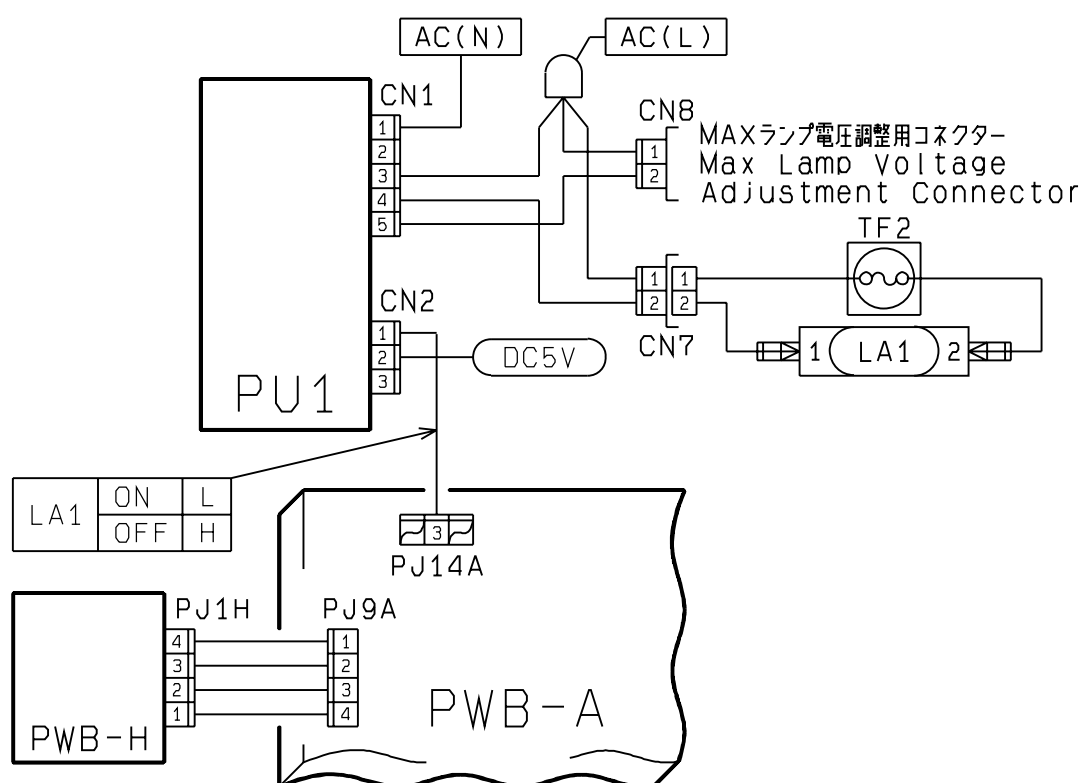 AC(N)
AC(L)
CN1
1
2
3
4
5
CN8
1
2
MAXランプ電圧調整用コネクター
Max Lamp Voltage
Adjustment Connector
TF2
1 1
2 2
CN7
1 LA1 2
CN2
1
2
3
DC5V
PU1
LA1
ON L
OFF H
3
PJ14A
PJ1H
PJ9A
4
3
2
1
1
2
3
4
PWB-H
PWB-A